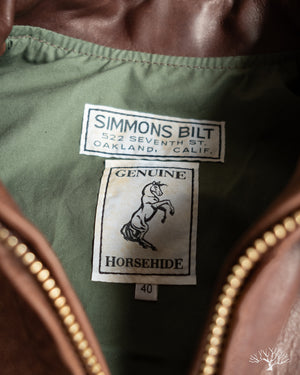 SIMMONS BILT
522 SEVENTH ST.
OAKLAND, CALIF.
GENUINE
HORSEHIDE
40